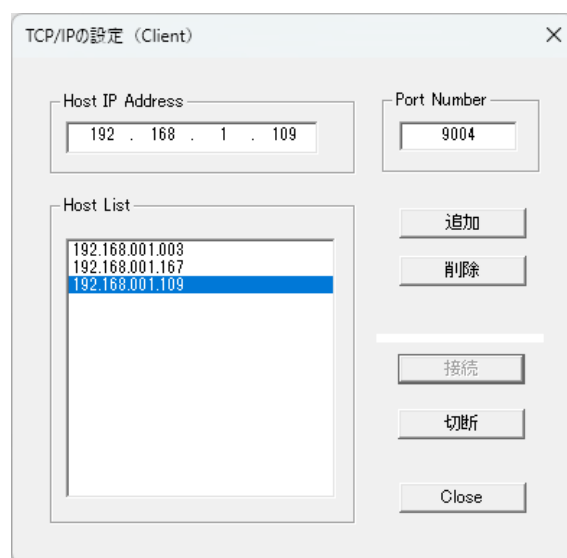 TCP/IPの設定（Client）
Host IP Address
192 . 168 . 1 . 109
Port Number
9004
Host List
192.168.001.003
192.168.001.167
192.168.001.109
追加
削除
接続
切断
Close